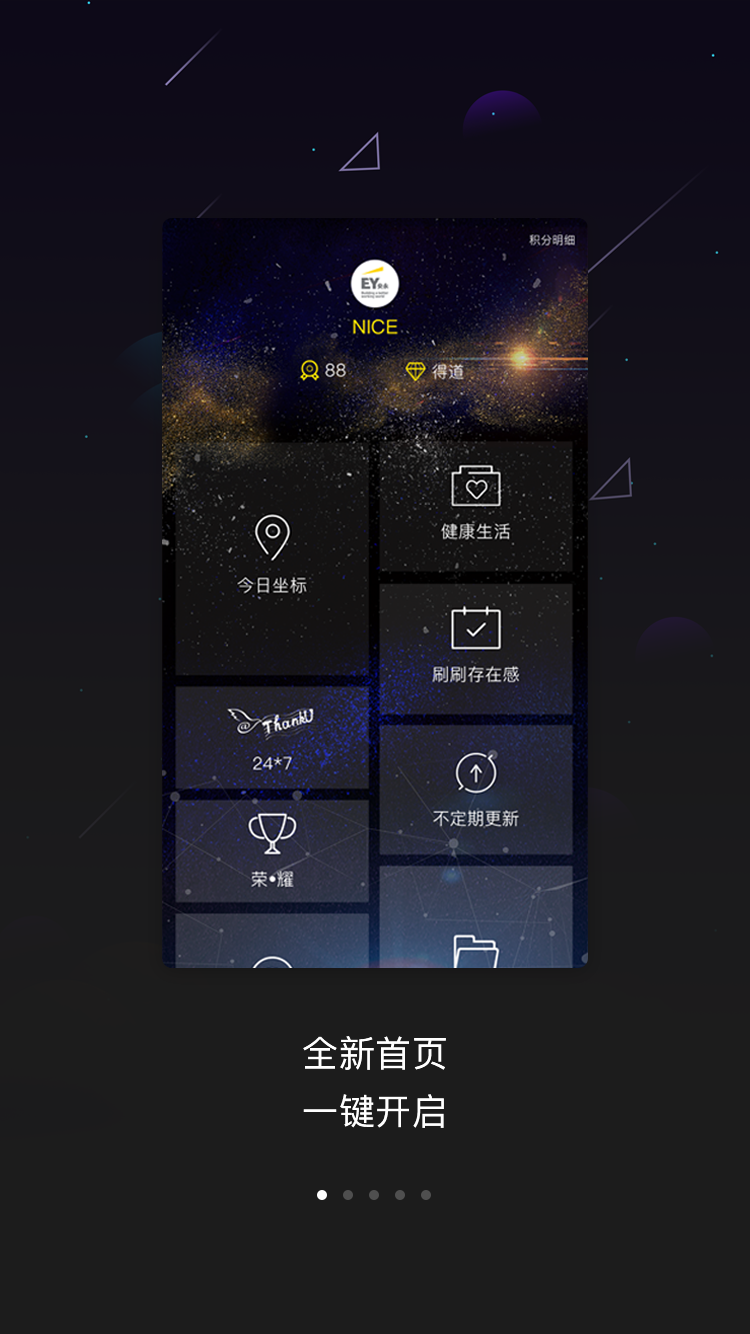 积分明细
EY安永
Building a better
working world
NICE
88
得道
今日坐标
健康生活
刷刷存在感
@ThankU
24*7
不定期更新
荣•耀
全新首页
一键开启